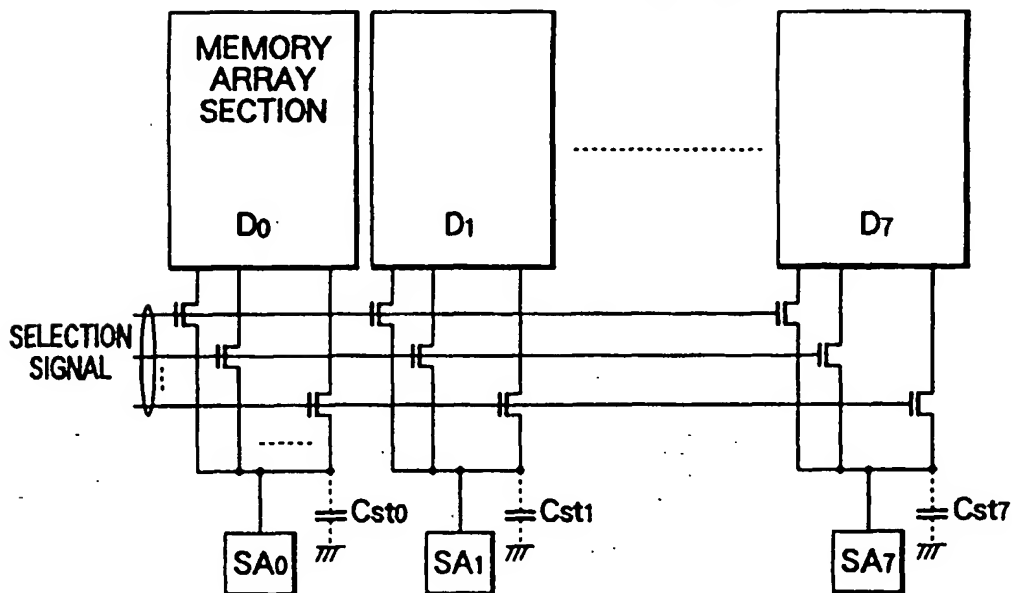 MEMORY
ARRAY
SECTION
D0
D1
D7
SELECTION
SIGNAL
Cst0
Cst1
Cst7
SA0
SA1
SA7